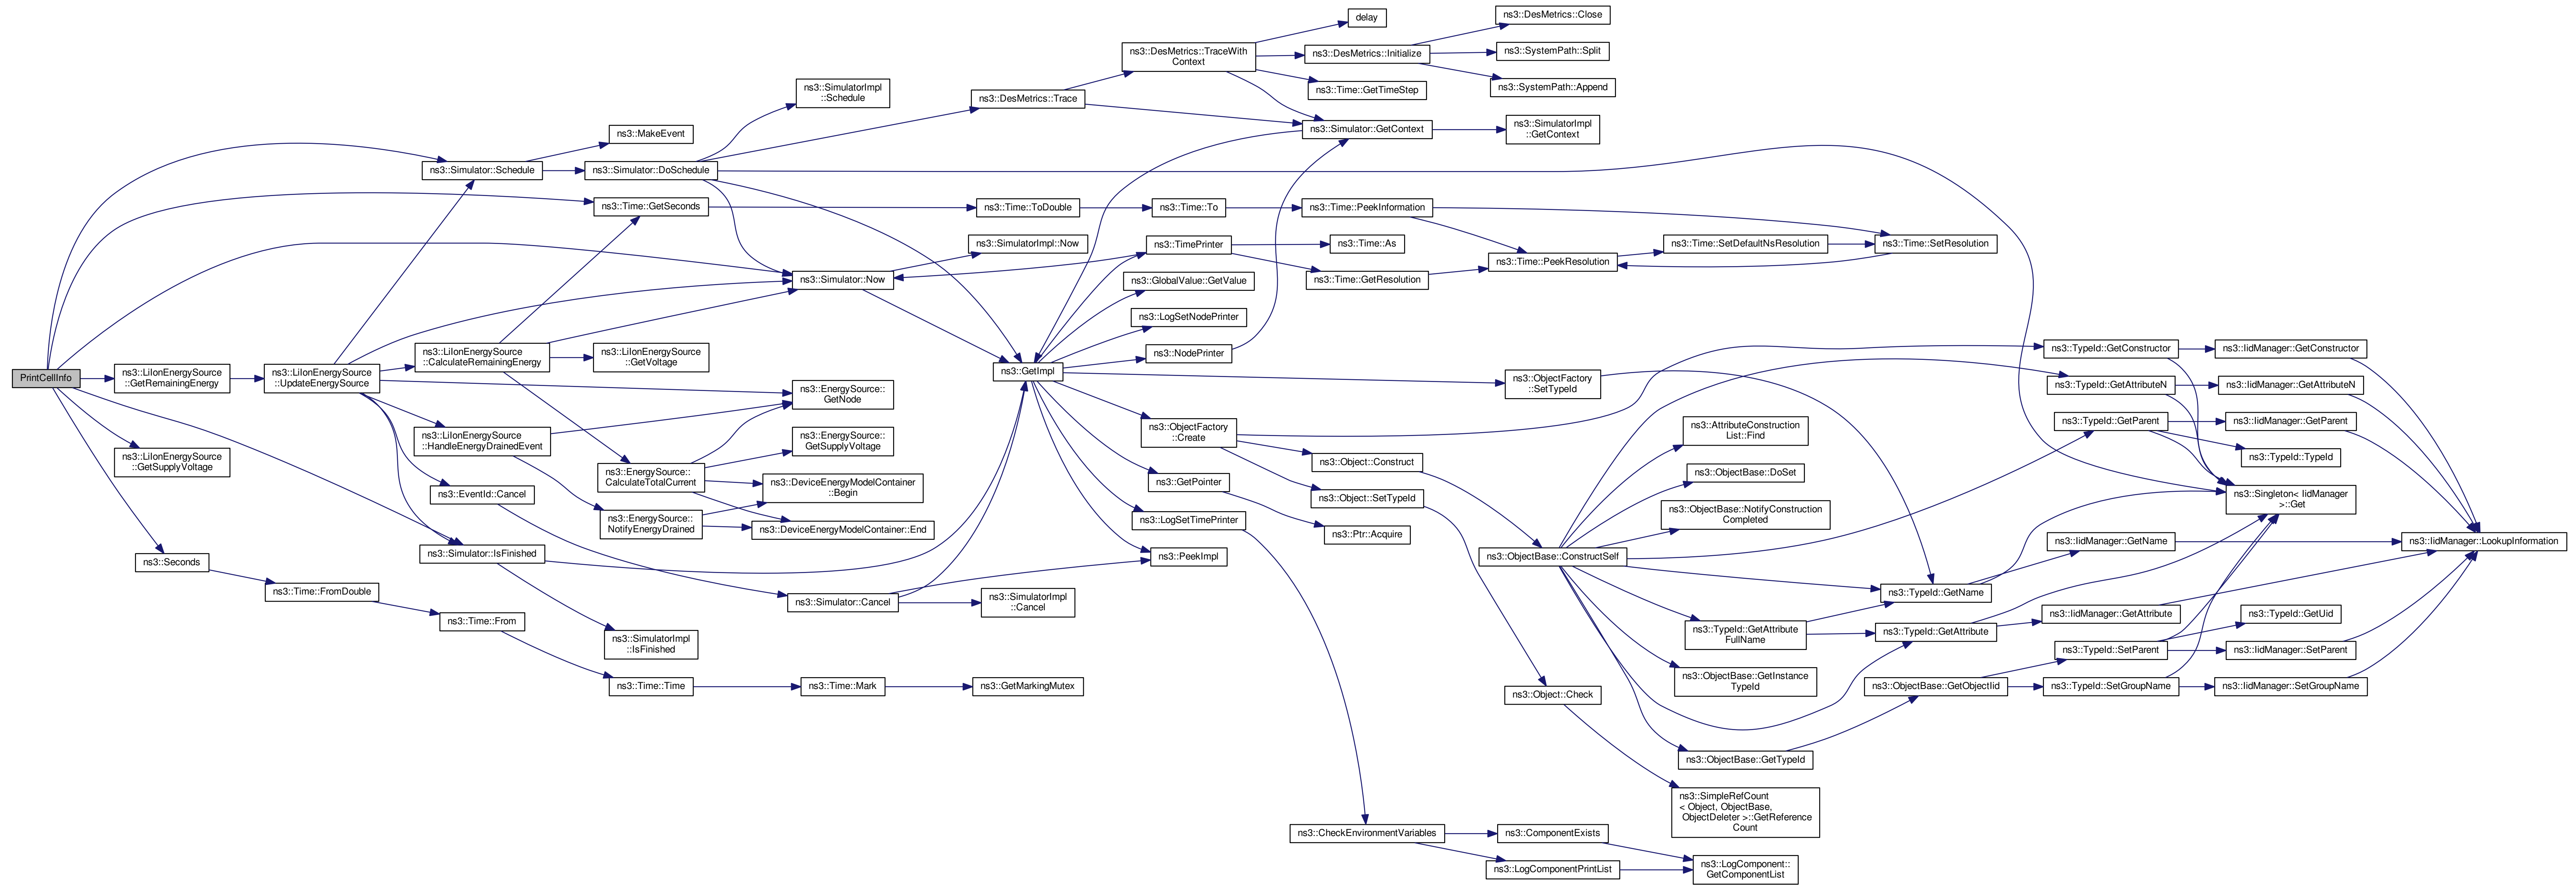 PrintCellInfo
ns3::LiIonEnergySource
::GetRemainingEnergy
ns3::LiIonEnergySource
::GetSupplyVoltage
ns3::Seconds
ns3::LiIonEnergySource
::UpdateEnergySource
ns3::Time::FromDouble
ns3::Simulator::Schedule
ns3::LiIonEnergySource
::CalculateRemainingEnergy
ns3::LiIonEnergySource
::HandleEnergyDrainedEvent
ns3::EventId::Cancel
ns3::Simulator::IsFinished
ns3::Time::From
ns3::MakeEvent
ns3::Simulator::DoSchedule
ns3::Time::GetSeconds
ns3::LiIonEnergySource
::GetVoltage
ns3::EnergySource::
CalculateTotalCurrent
ns3::EnergySource::
NotifyEnergyDrained
ns3::SimulatorImpl
::IsFinished
ns3::Time::Time
ns3::SimulatorImpl
::Schedule
ns3::Simulator::Now
ns3::EnergySource::
GetNode
ns3::EnergySource::
GetSupplyVoltage
ns3::DeviceEnergyModelContainer
::Begin
ns3::DeviceEnergyModelContainer::End
ns3::Simulator::Cancel
ns3::Time::Mark
ns3::DesMetrics::Trace
ns3::Time::ToDouble
ns3::SimulatorImpl::Now
ns3::GetImpl
ns3::SimulatorImpl
::Cancel
ns3::GetMarkingMutex
ns3::DesMetrics::TraceWith
Context
ns3::Time::To
ns3::TimePrinter
ns3::GlobalValue::GetValue
ns3::LogSetNodePrinter
ns3::NodePrinter
ns3::ObjectFactory
::Create
ns3::GetPointer
ns3::LogSetTimePrinter
ns3::PeekImpl
delay
ns3::DesMetrics::Initialize
ns3::Time::GetTimeStep
ns3::Simulator::GetContext
ns3::Time::PeekInformation
ns3::Time::As
ns3::Time::GetResolution
ns3::Object::Construct
ns3::Object::SetTypeId
ns3::Ptr::Acquire
ns3::CheckEnvironmentVariables
ns3::DesMetrics::Close
ns3::SystemPath::Split
ns3::SystemPath::Append
ns3::SimulatorImpl
::GetContext
ns3::Time::PeekResolution
ns3::ObjectFactory
::SetTypeId
ns3::ObjectBase::ConstructSelf
ns3::Object::Check
ns3::ComponentExists
ns3::LogComponentPrintList
ns3::Time::SetDefaultNsResolution
ns3::AttributeConstruction
List::Find
ns3::ObjectBase::DoSet
ns3::ObjectBase::NotifyConstruction
Completed
ns3::TypeId::GetAttribute
FullName
ns3::ObjectBase::GetInstance
TypeId
ns3::ObjectBase::GetTypeId
ns3::SimpleRefCount
< Object, ObjectBase,
ObjectDeleter >::GetReference
Count
ns3::LogComponent::
GetComponentList
ns3::Time::SetResolution
ns3::TypeId::GetName
ns3::TypeId::GetAttribute
ns3::ObjectBase::GetObjectIid
ns3::TypeId::GetConstructor
ns3::TypeId::GetAttributeN
ns3::TypeId::GetParent
ns3::IidManager::GetName
ns3::IidManager::GetAttribute
ns3::TypeId::SetParent
ns3::TypeId::SetGroupName
ns3::IidManager::GetConstructor
ns3::IidManager::GetAttributeN
ns3::IidManager::GetParent
ns3::TypeId::TypeId
ns3::Singleton< IidManager
>::Get
ns3::TypeId::GetUid
ns3::IidManager::SetParent
ns3::IidManager::SetGroupName
ns3::IidManager::LookupInformation